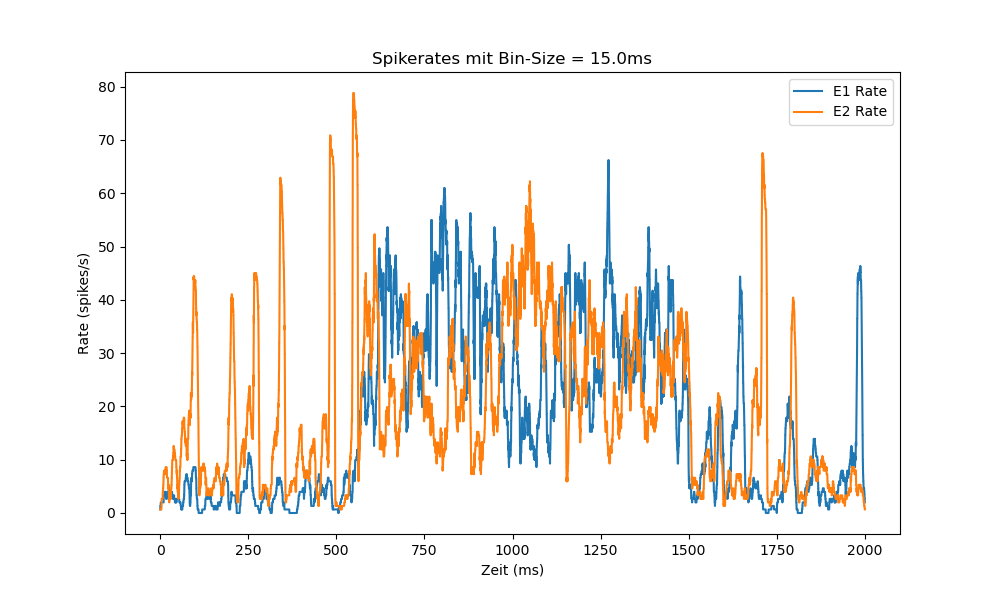 Spikerates mit Bin-Size = 15.0ms
E1 Rate
E2 Rate
80
70
60
50
40
30
20
10
0
Rate (spikes/s)
0 250 500 750 1000 1250 1500 1750 2000
Zeit (ms)